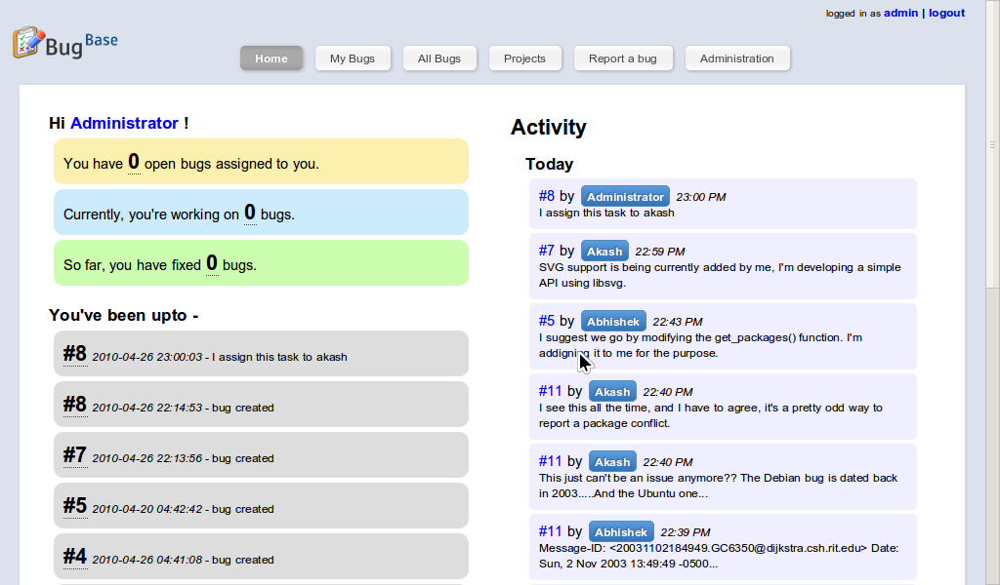 logged in as admin | logout
Bug Base
Home My Bugs All Bugs Projects Report a bug Administration
Hi Administrator !
You have 0 open bugs assigned to you.
Currently, you're working on 0 bugs.
So far, you have fixed 0 bugs.
You've been upto -
#8 2010-04-26 23:00:03 - I assign this task to akash
#8 2010-04-26 22:14:53 - bug created
#7 2010-04-26 22:13:56 - bug created
#5 2010-04-20 04:42:42 - bug created
#4 2010-04-26 04:41:08 - bug created
Activity
Today
#8 by Administrator 23:00 PM
I assign this task to akash
#7 by Akash 22:59 PM
SVG support is being currently added by me, I'm developing a simple
API using libsvg.
#5 by Abhishek 22:43 PM
I suggest we go by modifying the get_packages() function. I'm
addigning it to me for the purpose.
#11 by Akash 22:40 PM
I see this all the time, and I have to agree, it's a pretty odd way to
report a package conflict.
#11 by Akash 22:40 PM
This just can't be an issue anymore?? The Debian bug is dated back
in 2003.....And the Ubuntu one...
#11 by Abhishek 22:39 PM
Message-ID: <20031102184949.GC6350@dijkstra.csh.rit.edu> Date:
Sun, 2 Nov 2003 13:49:49 -0500...